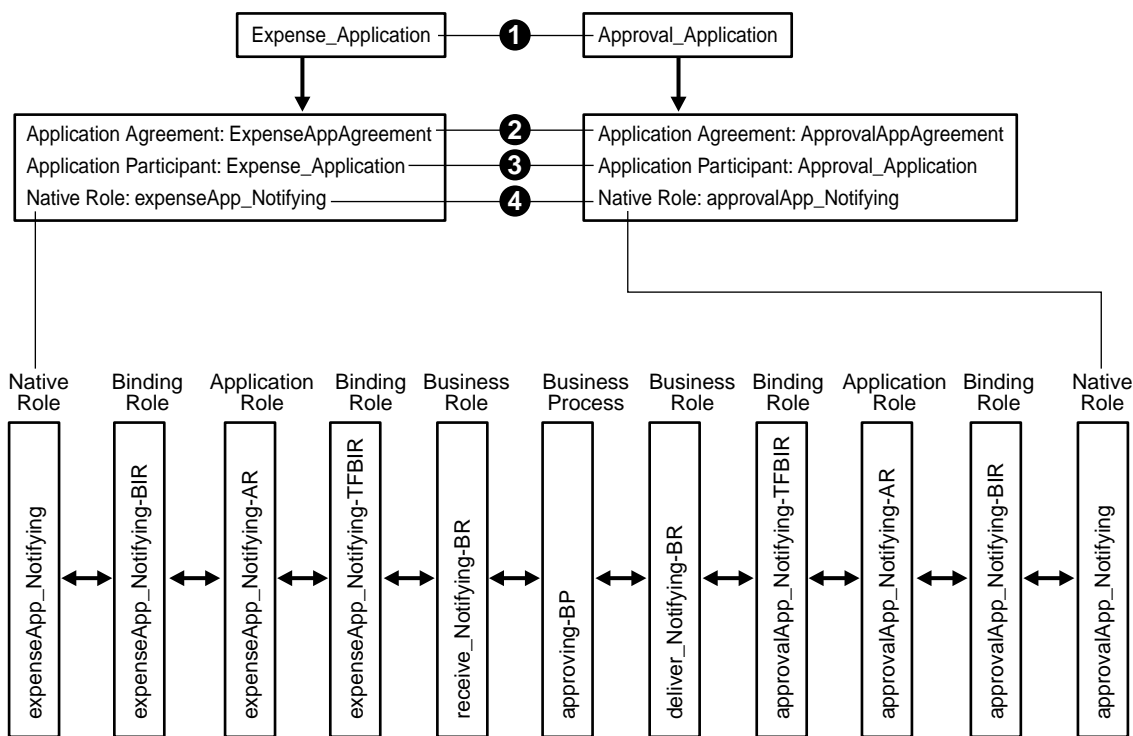 Expense_Application 1 Approval_Application
Application Agreement: ExpenseAppAgreement 2 Application Agreement: ApprovalAppAgreement
Application Participant: Expense_Application 3 Application Participant: Approval_Application
Native Role: expenseApp_Notifying 4 Native Role: approvalApp_Notifying
Native Role
Binding Role
Application Role
Binding Role
Business Role
Business Process
Business Role
Binding Role
Application Role
Binding Role
Native Role
expenseApp_Notifying
expenseApp_Notifying-BIR
expenseApp_Notifying-AR
expenseApp_Notifying-TFBIR
receive_Notifying-BR
approving-BP
deliver_Notifying-BR
approvalApp_Notifying-TFBIR
approvalApp_Notifying-AR
approvalApp_Notifying-BIR
approvalApp_Notifying